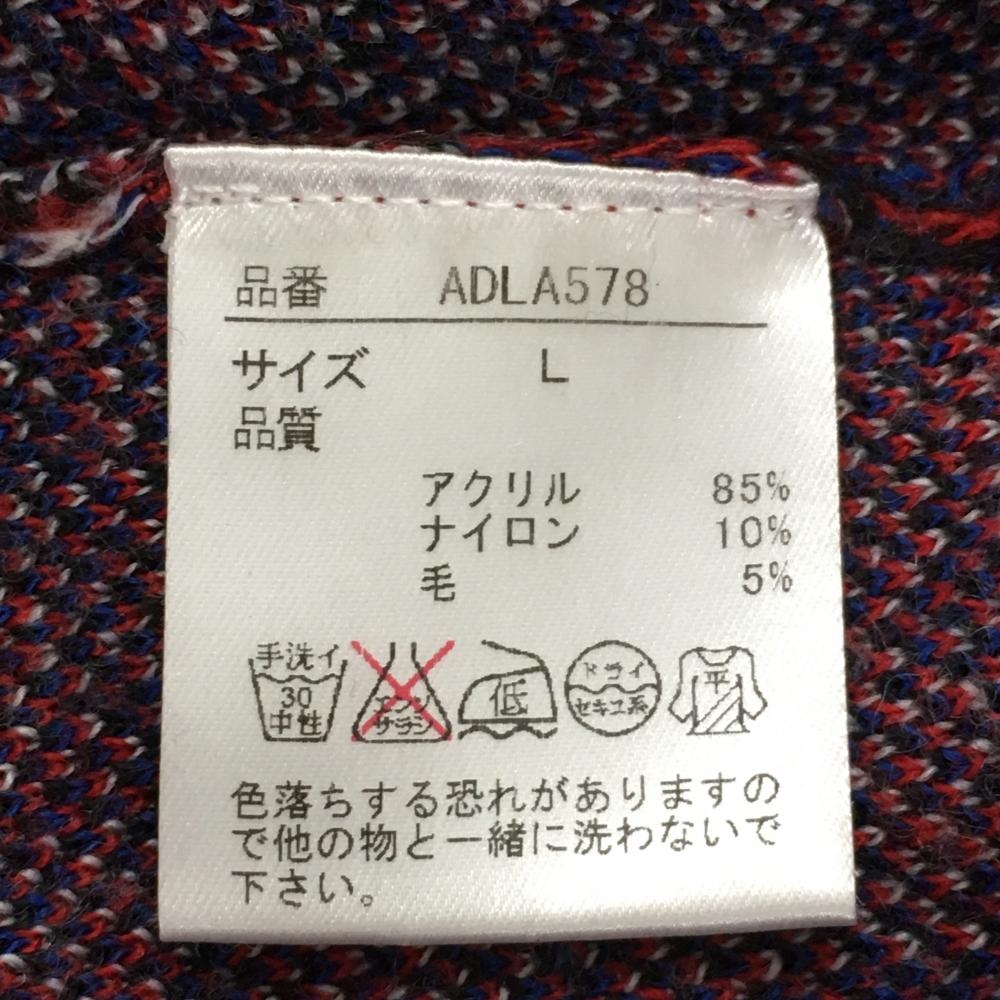 品番 ADLA578
サイズ L
品質
アクリル 85%
ナイロン 10%
毛 5%
手洗イ
30
中性
エンソ
サラシ
低
ドライ
セキユ系
平
色落ちする恐れがありますの
で他の物と一緒に洗わないで
下さい。